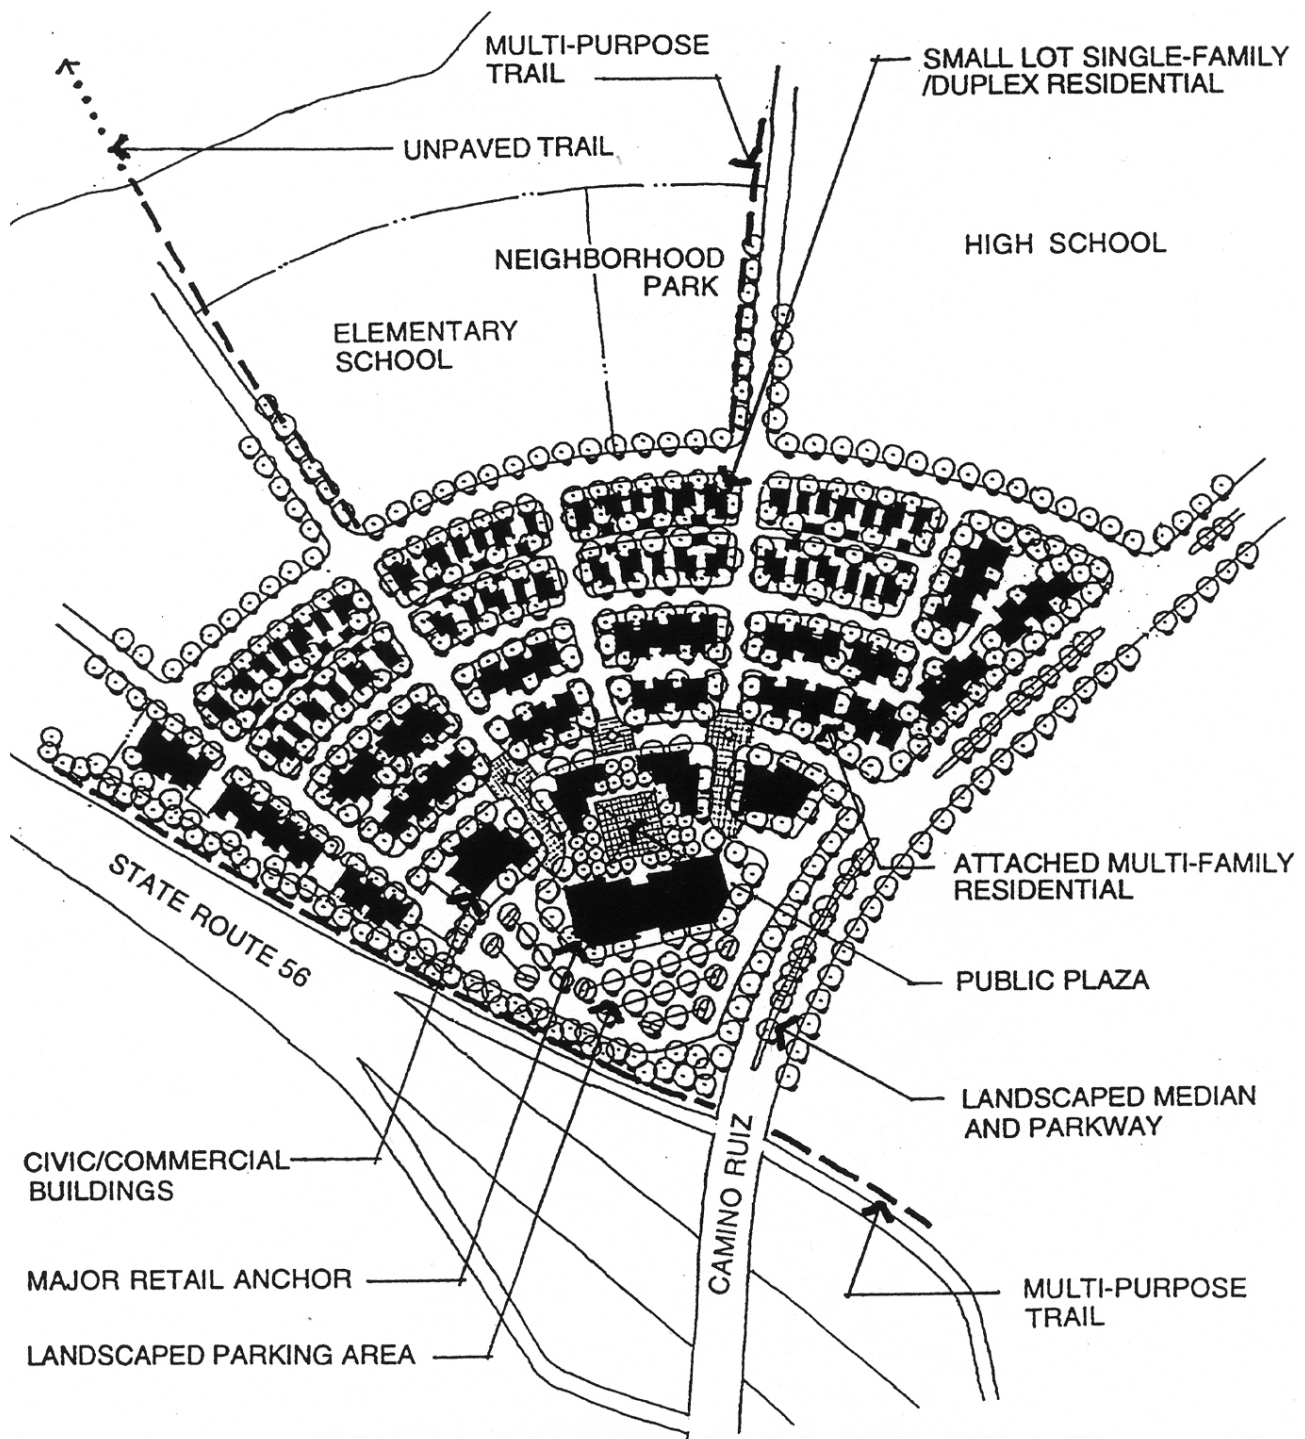 MULTI-PURPOSE
TRAIL
SMALL LOT SINGLE-FAMILY
/DUPLEX RESIDENTIAL
UNPAVED TRAIL
NEIGHBORHOOD
PARK
HIGH SCHOOL
ELEMENTARY
SCHOOL
STATE ROUTE 56
ATTACHED MULTI-FAMILY
RESIDENTIAL
PUBLIC PLAZA
LANDSCAPED MEDIAN
AND PARKWAY
CAMINO RUIZ
CIVIC/COMMERCIAL
BUILDINGS
MAJOR RETAIL ANCHOR
LANDSCAPED PARKING AREA
MULTI-PURPOSE
TRAIL